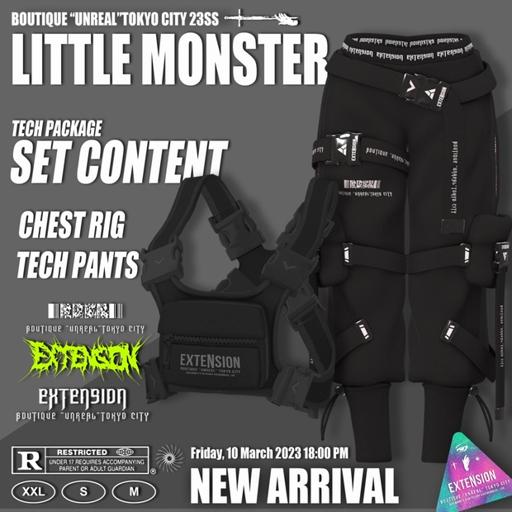 BOUTIQUE "UNREAL"TOKYO CITY 23SS
LITTLE MONSTER
TECH PACKAGE
SET CONTENT
CHEST RIG
TECH PANTS
BOUTIQUE "UNREAL"TOKYO CITY
EXTENSION
EXTENSION
BOUTIQUE "UNREAL"TOKYO CITY
EXTENSION
EXTENSION
BOUTIQUE "UNREAL" TOKYO CITY
R
RESTRICTED
UNDER 17 REQUIRES ACCOMPANYING
PARENT OR ADULT GUARDIAN
XXL
S
M
Friday, 10 March 2023 18:00 PM
NEW ARRIVAL
EXTENSION